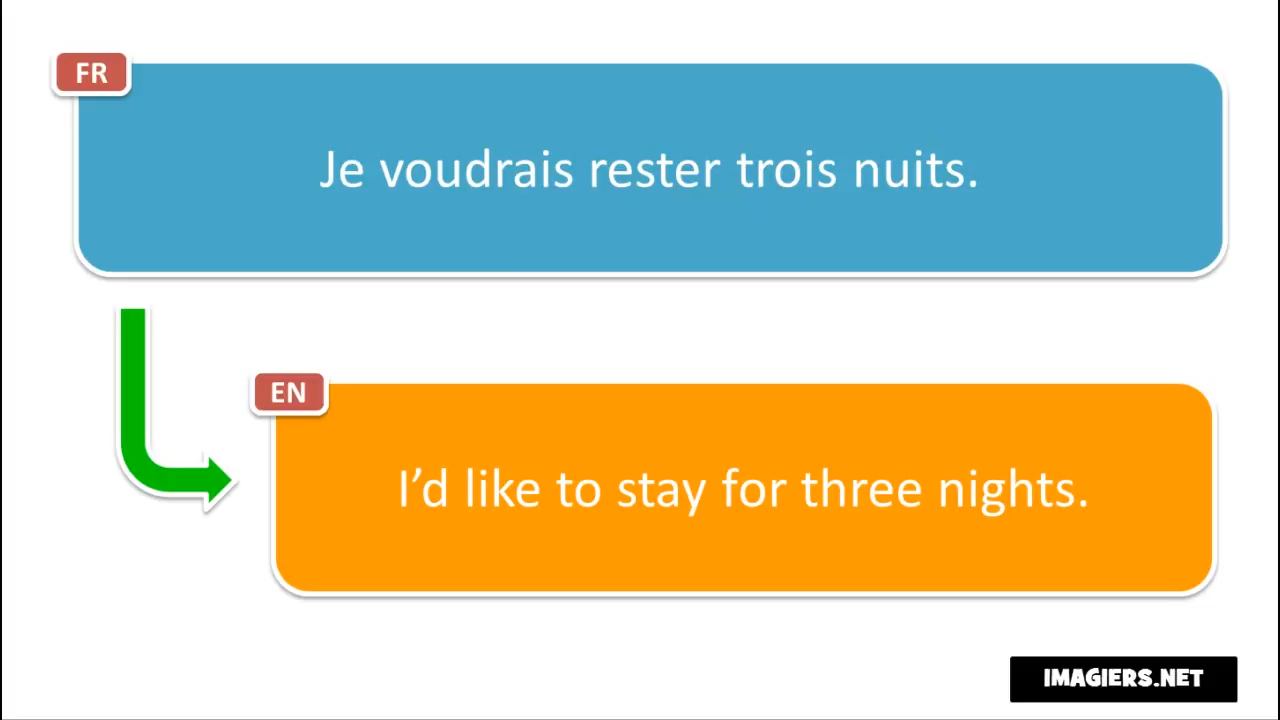 FR
Je voudrais rester trois nuits.
EN
I’d like to stay for three nights.
IMAGIERS.NET